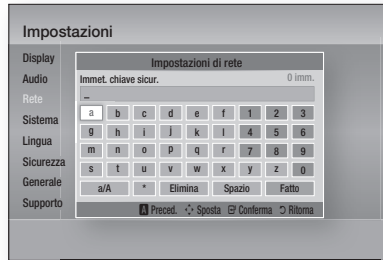 Impostazioni
Display
Audio
Rete
Sistema
Lingua
Sicurezza
Generale
Supporto
Impostazioni di rete
Immet. chiave sicur. 0 imm.
_
a b c d e f 1 2 3
g h i j k l 4 5 6
m n o p q r 7 8 9
s t u v w x y z 0
a/A * Elimina Spazio Fatto
A Preced. Sposta Conferma Ritorna